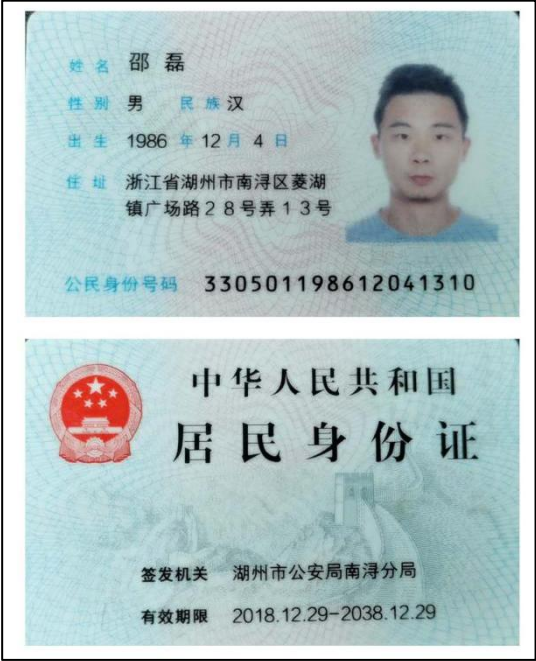 姓名 邵磊
性别 男 民族 汉
出生 1986 年 12 月 4 日
住址 浙江省湖州市南浔区菱湖
镇广场路28号弄13号
公民身份号码 330501198612041310
中华人民共和国
居民身份证
签发机关 湖州市公安局南浔分局
有效期限 2018.12.29-2038.12.29